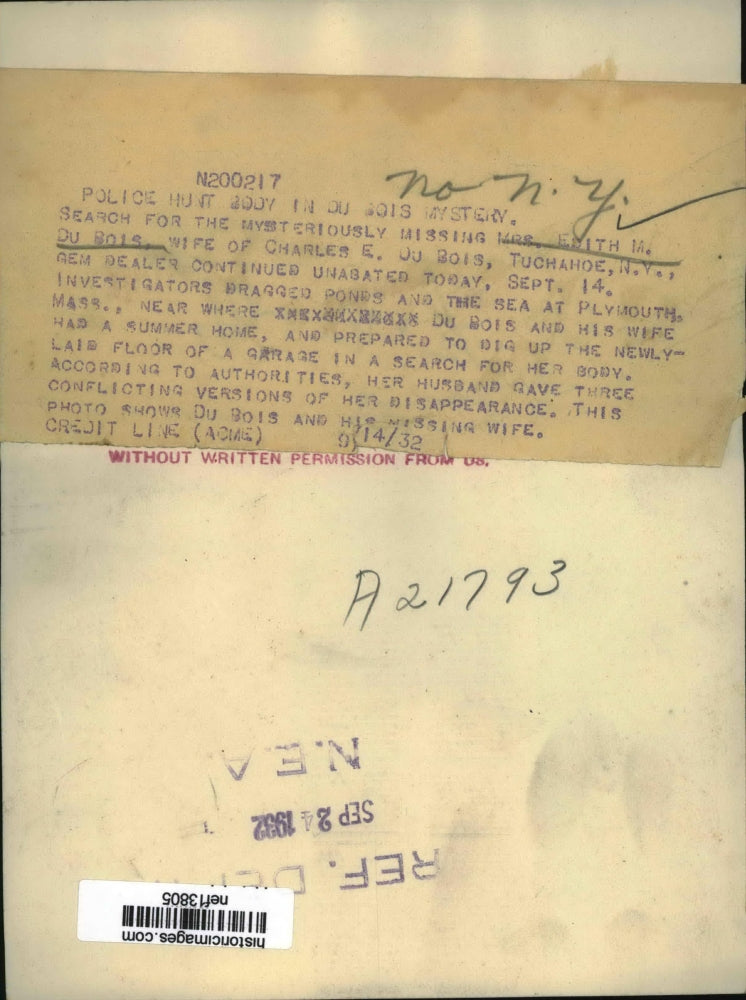 N200217
no N.Y.
POLICE HUNT BODY IN DU BOIS MYSTERY.
SEARCH FOR THE MYSTERIOUSLY MISSING MRS. EDITH M.
DU BOIS, WIFE OF CHARLES E. DU BOIS, TUCHAHOE, N.Y.,
GEM DEALER CONTINUED UNABATED TODAY, SEPT. 14.
INVESTIGATORS DRAGGED PONDS AND THE SEA AT PLYMOUTH,
MASS., NEAR WHERE DU BOIS AND HIS WIFE
HAD A SUMMER HOME, AND PREPARED TO DIG UP THE NEWLY-
LAID FLOOR OF A GARAGE IN A SEARCH FOR HER BODY.
ACCORDING TO AUTHORITIES, HER HUSBAND GAVE THREE
CONFLICTING VERSIONS OF HER DISAPPEARANCE. THIS
PHOTO SHOWS DU BOIS AND HIS MISSING WIFE.
CREDIT LINE (ACME) 9/14/32
WITHOUT WRITTEN PERMISSION FROM US.
A21793
N.E.A.
SEP 24 1932
REF.
historicimages.com
nef13805